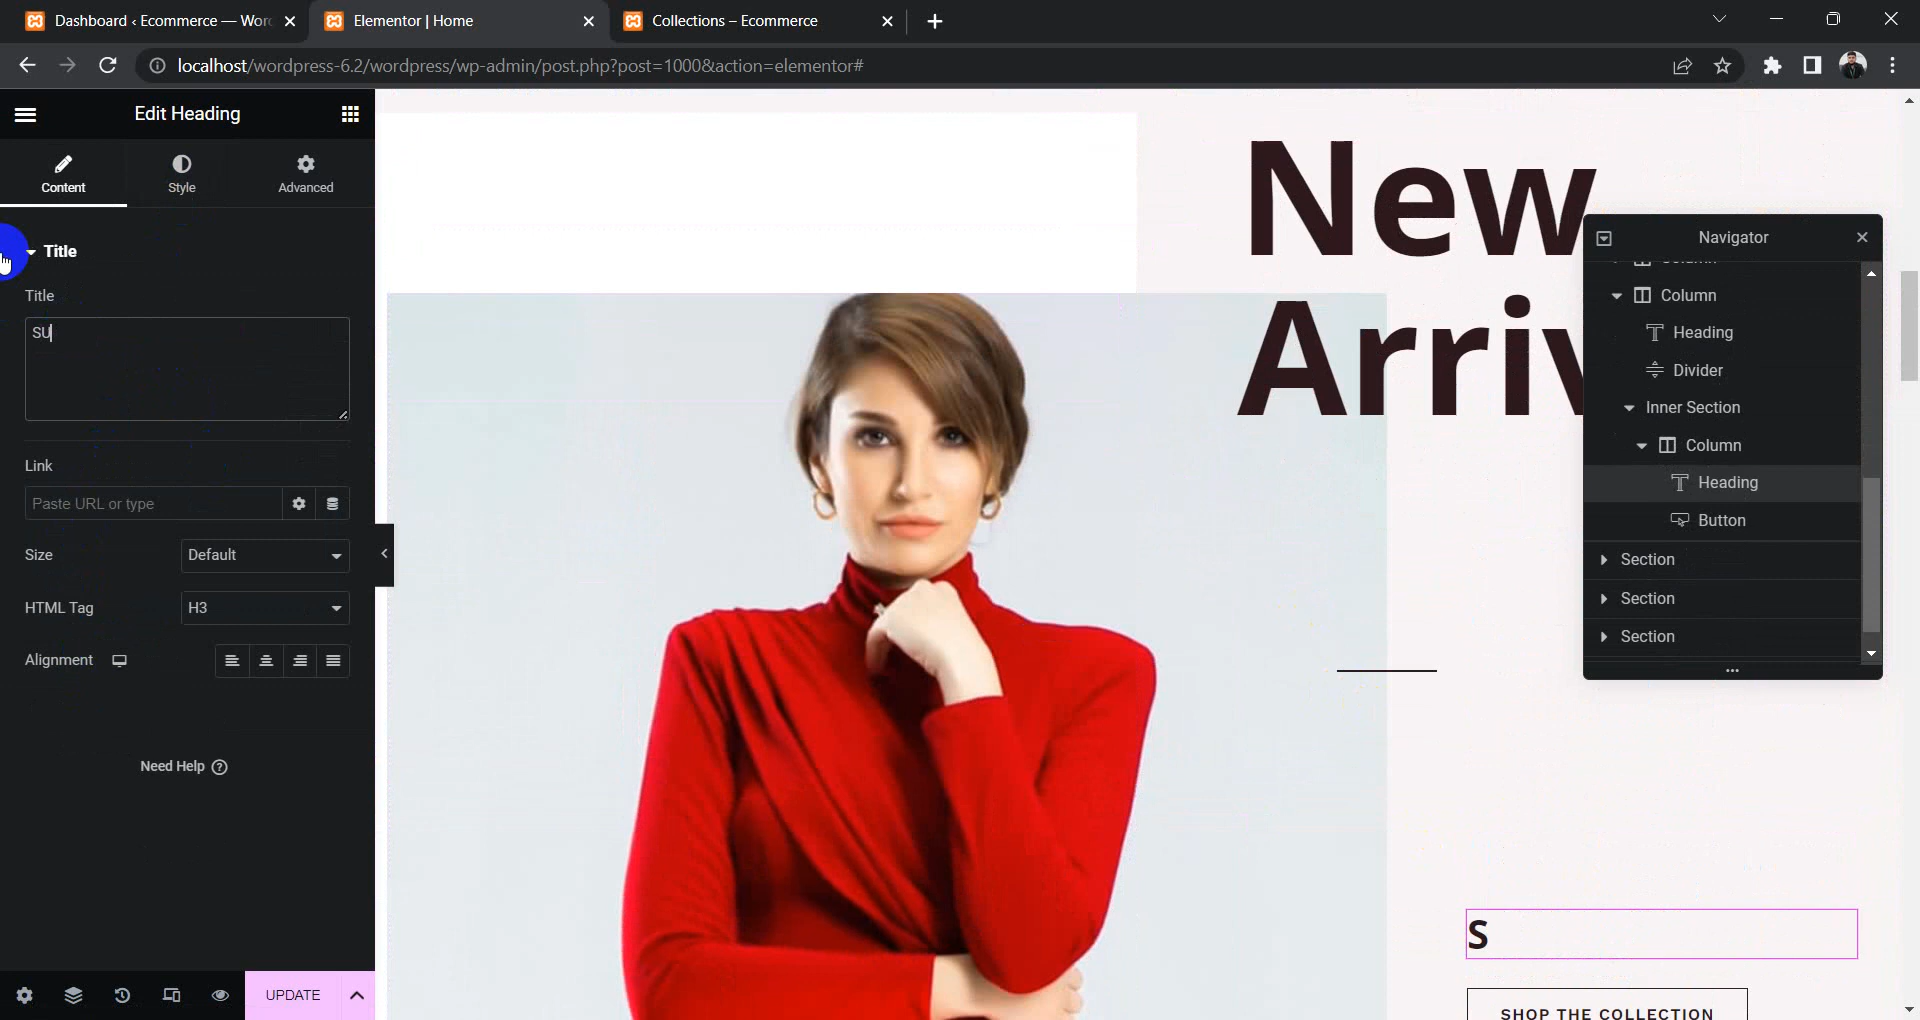 Dashboard ‹ Ecommerce — Wor
Elementor | Home
Collections – Ecommerce
localhost/wordpress-6.2/wordpress/wp-admin/post.php?post=1000&action=elementor#
Edit Heading
Content
Style
Advanced
Title
Title
SU
Link
Paste URL or type
Size
Default
HTML Tag
H3
Alignment
Need Help
UPDATE
New
Arriv
S
SHOP THE COLLECTION
Navigator
Column
Column
Heading
Divider
Inner Section
Column
Heading
Button
Section
Section
Section